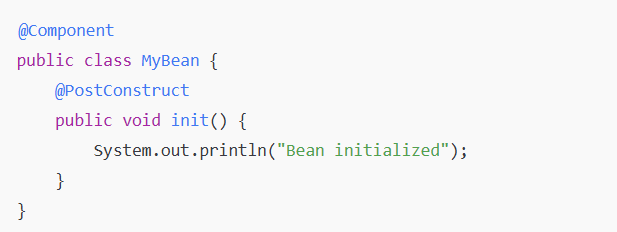 @Component
public class MyBean {
    @PostConstruct
    public void init() {
        System.out.println("Bean initialized");
    }
}